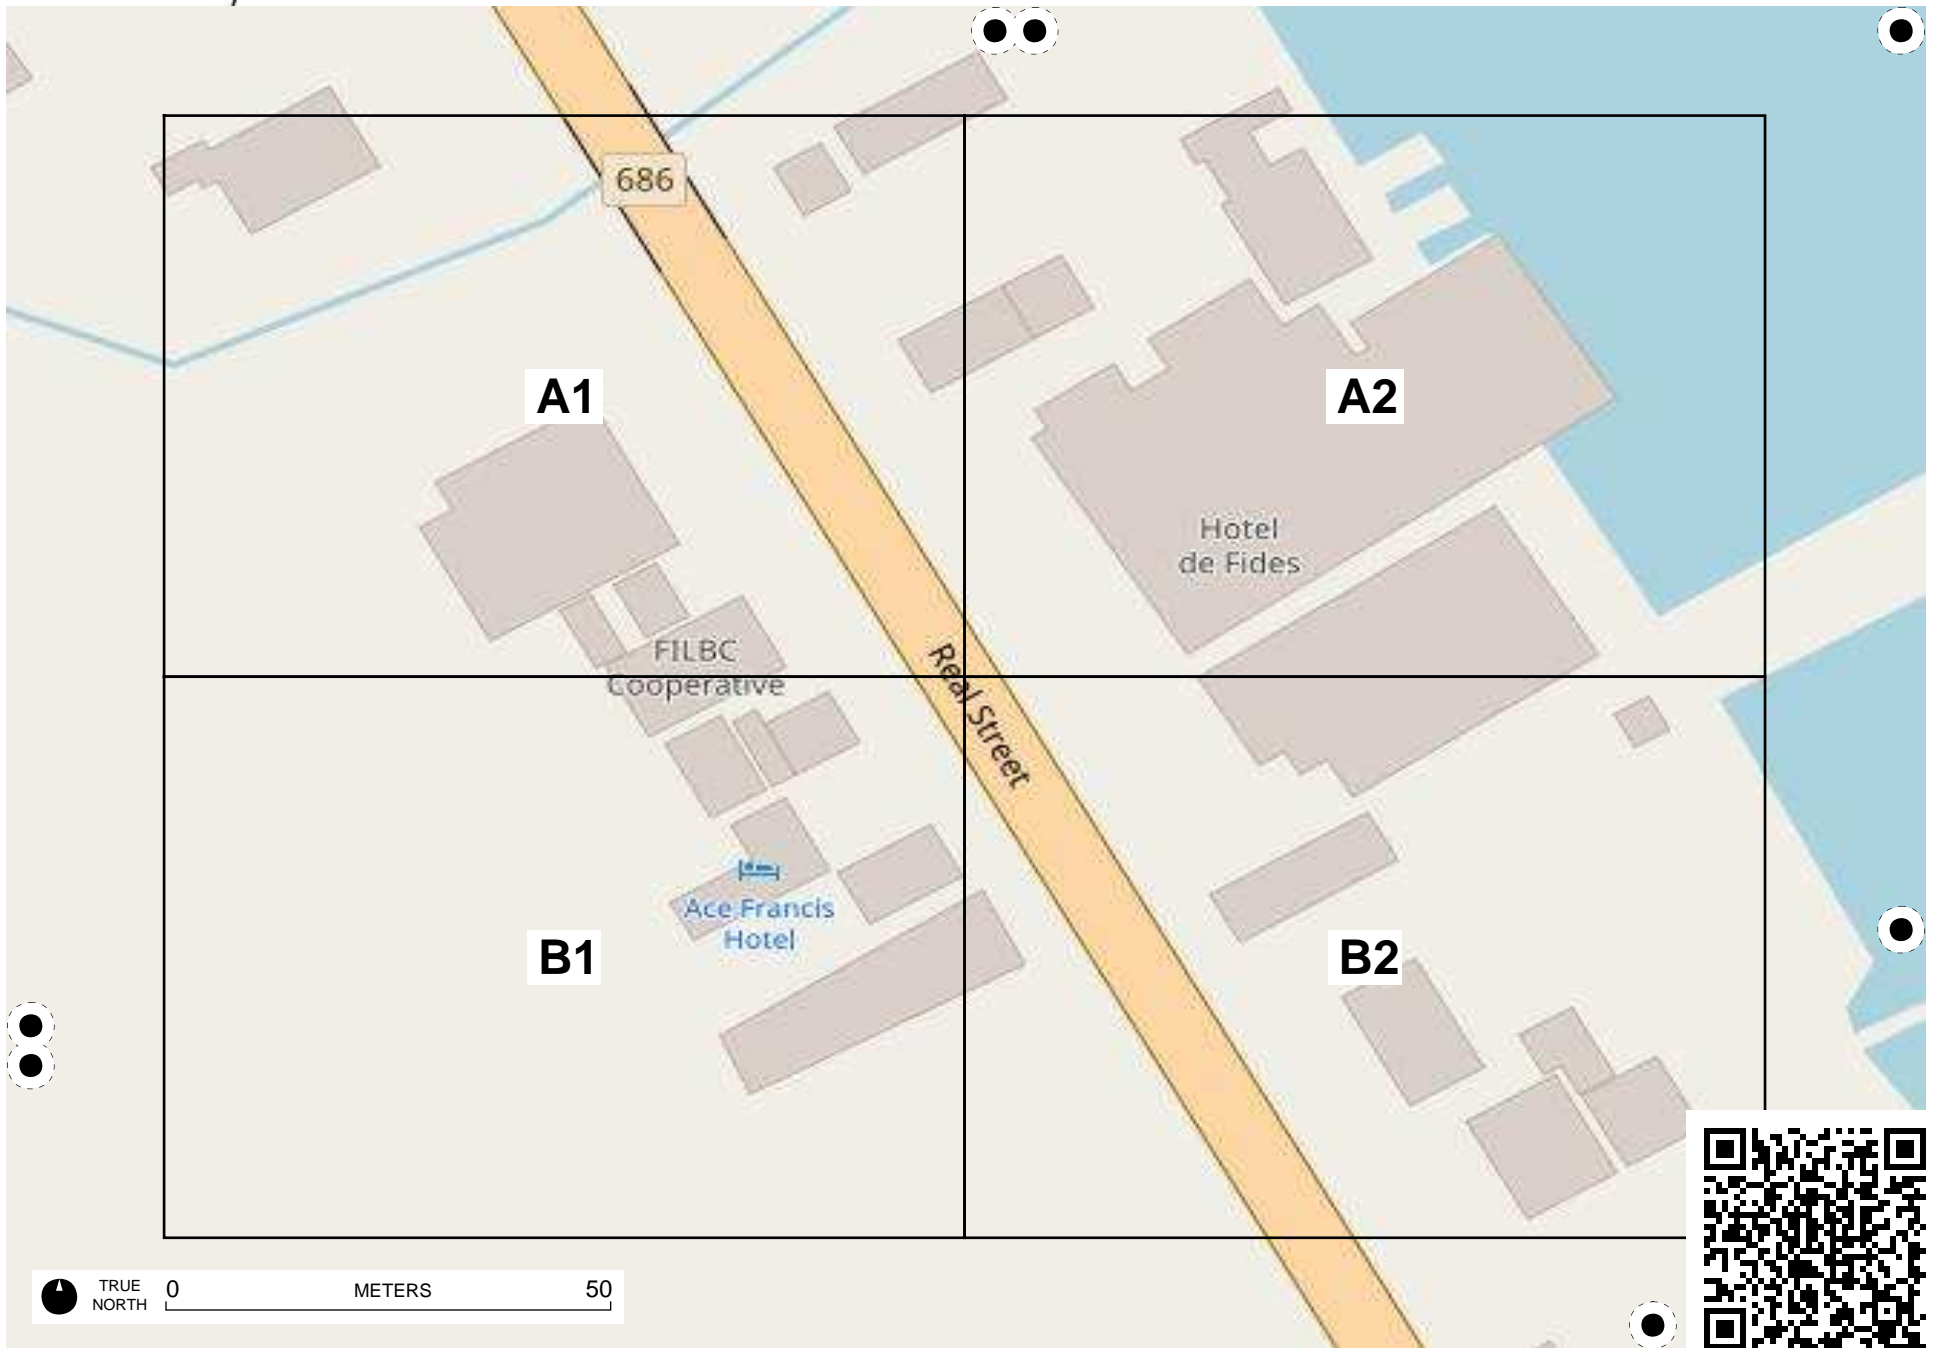 686
A1
A2
Hotel
de Fides
FILBC
Cooperative
Real Street
Ace Francis
Hotel
B1
B2
TRUE
NORTH
0 METERS 50